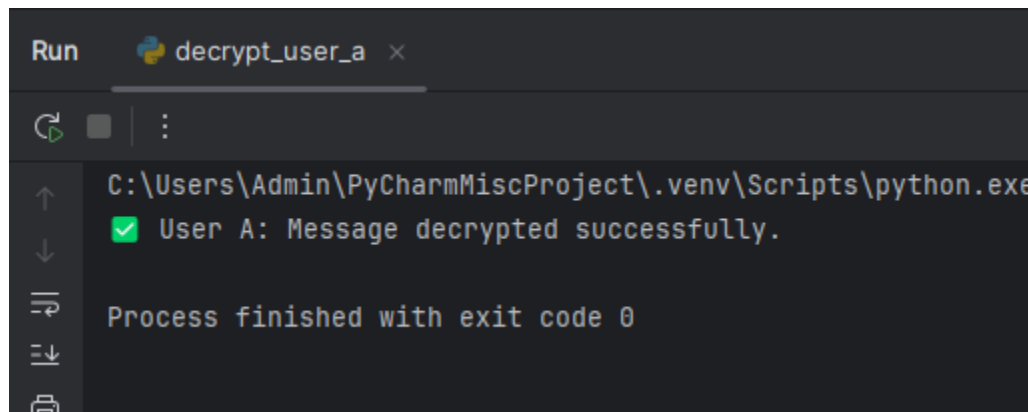 Run decrypt_user_a
C:\Users\Admin\PyCharmMiscProject\.venv\Scripts\python.exe
✅ User A: Message decrypted successfully.
Process finished with exit code 0